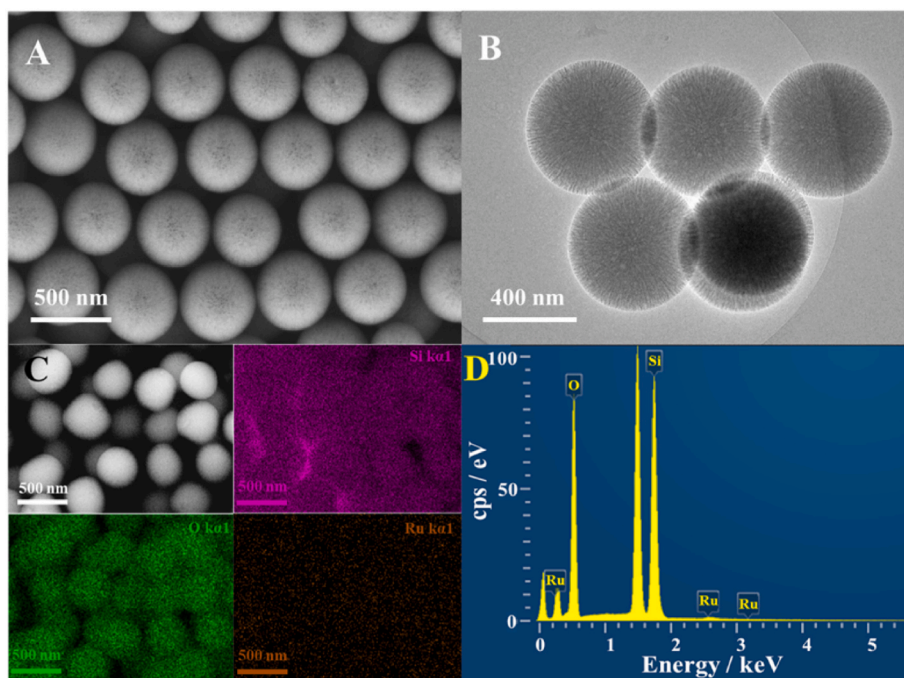 A
500 nm
B
400 nm
C
500 nm
Si kα1
500 nm
O kα1
500 nm
Ru kα1
500 nm
D
100
50
0
cps / eV
Ru
O
Si
Ru
Ru
0 1 2 3 4 5
Energy / keV